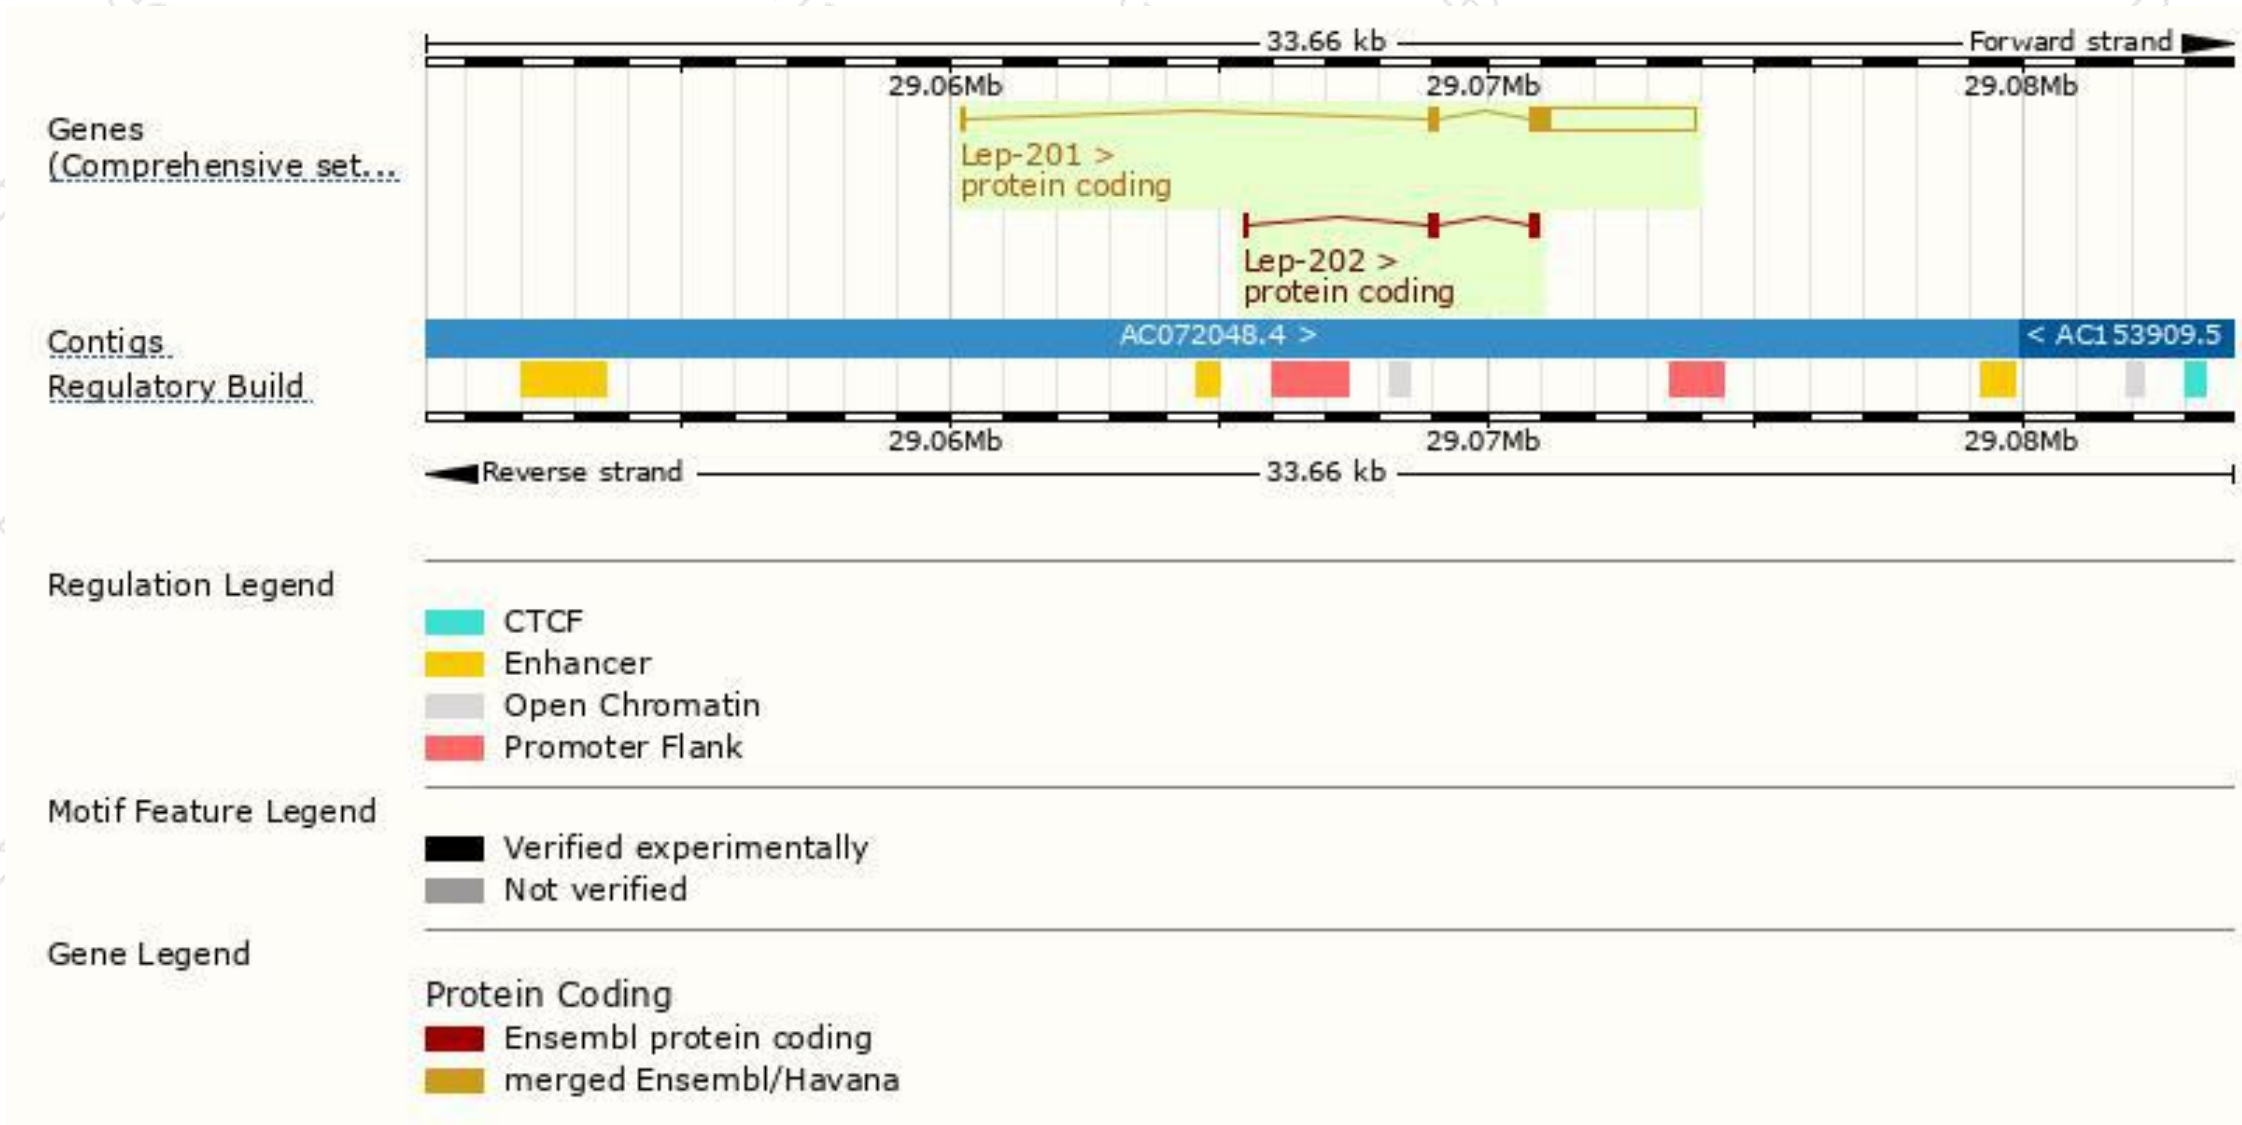 33.66 kb
Forward strand
29.06Mb 29.07Mb 29.08Mb
Genes
(Comprehensive set...
Lep-201 >
protein coding
Lep-202 >
protein coding
Contigs
AC072048.4 >
< AC153909.5
Regulatory Build
29.06Mb 29.07Mb 29.08Mb
Reverse strand
33.66 kb
Regulation Legend
CTCF
Enhancer
Open Chromatin
Promoter Flank
Motif Feature Legend
Verified experimentally
Not verified
Gene Legend
Protein Coding
Ensembl protein coding
merged Ensembl/Havana